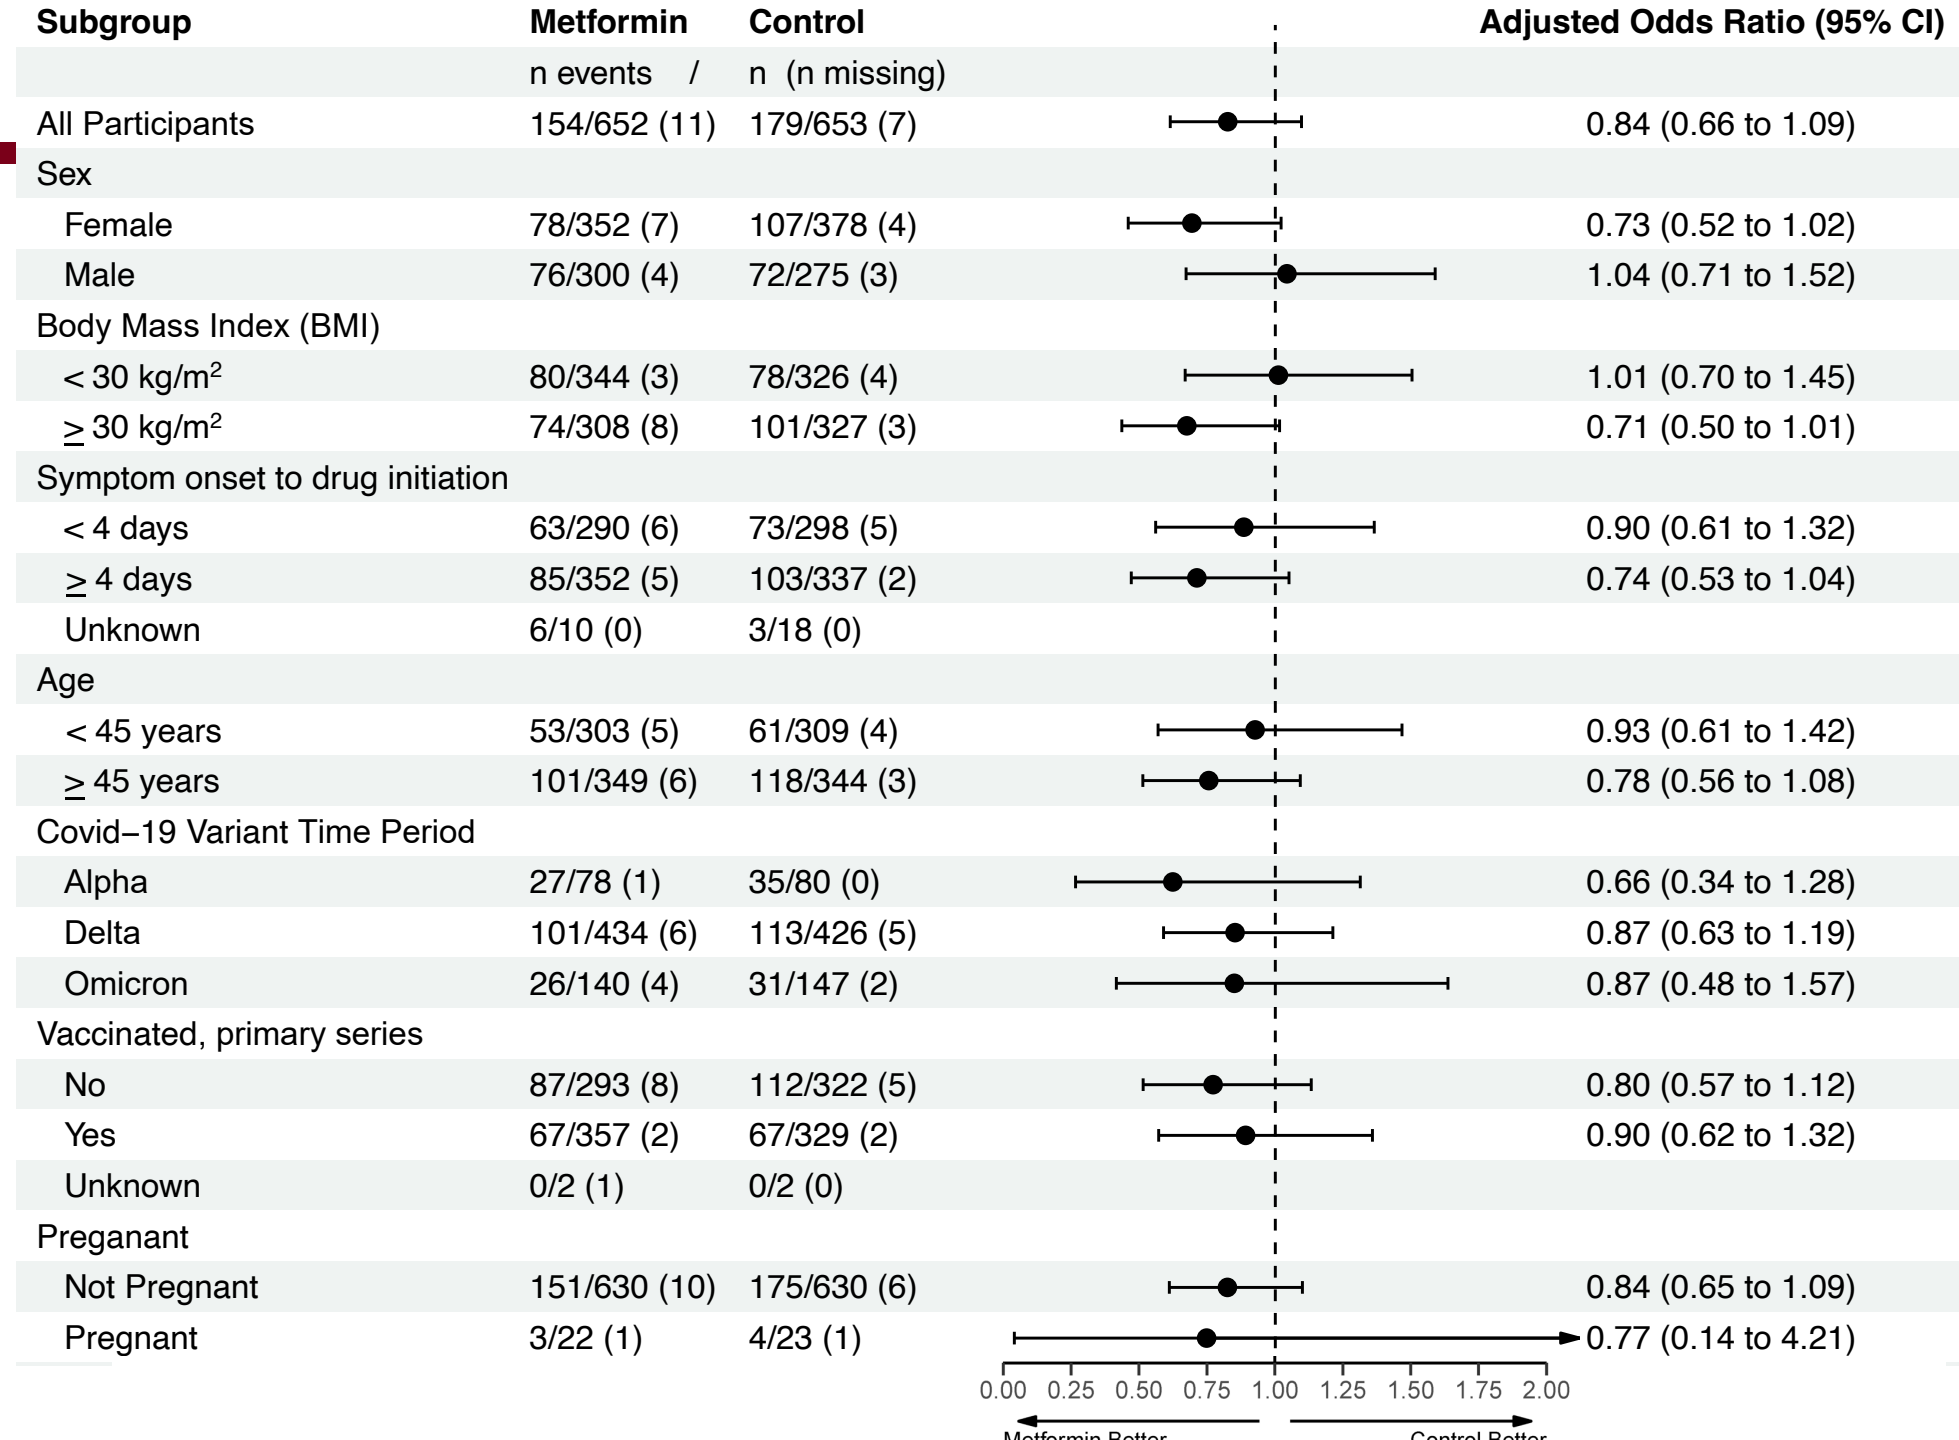 Subgroup Metformin Control Adjusted Odds Ratio (95% CI)
n events / n (n missing)
All Participants 154/652 (11) 179/653 (7) 0.84 (0.66 to 1.09)
Sex
Female 78/352 (7) 107/378 (4) 0.73 (0.52 to 1.02)
Male 76/300 (4) 72/275 (3) 1.04 (0.71 to 1.52)
Body Mass Index (BMI)
< 30 kg/m² 80/344 (3) 78/326 (4) 1.01 (0.70 to 1.45)
≥ 30 kg/m² 74/308 (8) 101/327 (3) 0.71 (0.50 to 1.01)
Symptom onset to drug initiation
< 4 days 63/290 (6) 73/298 (5) 0.90 (0.61 to 1.32)
≥ 4 days 85/352 (5) 103/337 (2) 0.74 (0.53 to 1.04)
Unknown 6/10 (0) 3/18 (0)
Age
< 45 years 53/303 (5) 61/309 (4) 0.93 (0.61 to 1.42)
≥ 45 years 101/349 (6) 118/344 (3) 0.78 (0.56 to 1.08)
Covid–19 Variant Time Period
Alpha 27/78 (1) 35/80 (0) 0.66 (0.34 to 1.28)
Delta 101/434 (6) 113/426 (5) 0.87 (0.63 to 1.19)
Omicron 26/140 (4) 31/147 (2) 0.87 (0.48 to 1.57)
Vaccinated, primary series
No 87/293 (8) 112/322 (5) 0.80 (0.57 to 1.12)
Yes 67/357 (2) 67/329 (2) 0.90 (0.62 to 1.32)
Unknown 0/2 (1) 0/2 (0)
Preganant
Not Pregnant 151/630 (10) 175/630 (6) 0.84 (0.65 to 1.09)
Pregnant 3/22 (1) 4/23 (1) 0.77 (0.14 to 4.21)
0.00 0.25 0.50 0.75 1.00 1.25 1.50 1.75 2.00
Metformin Better Control Better